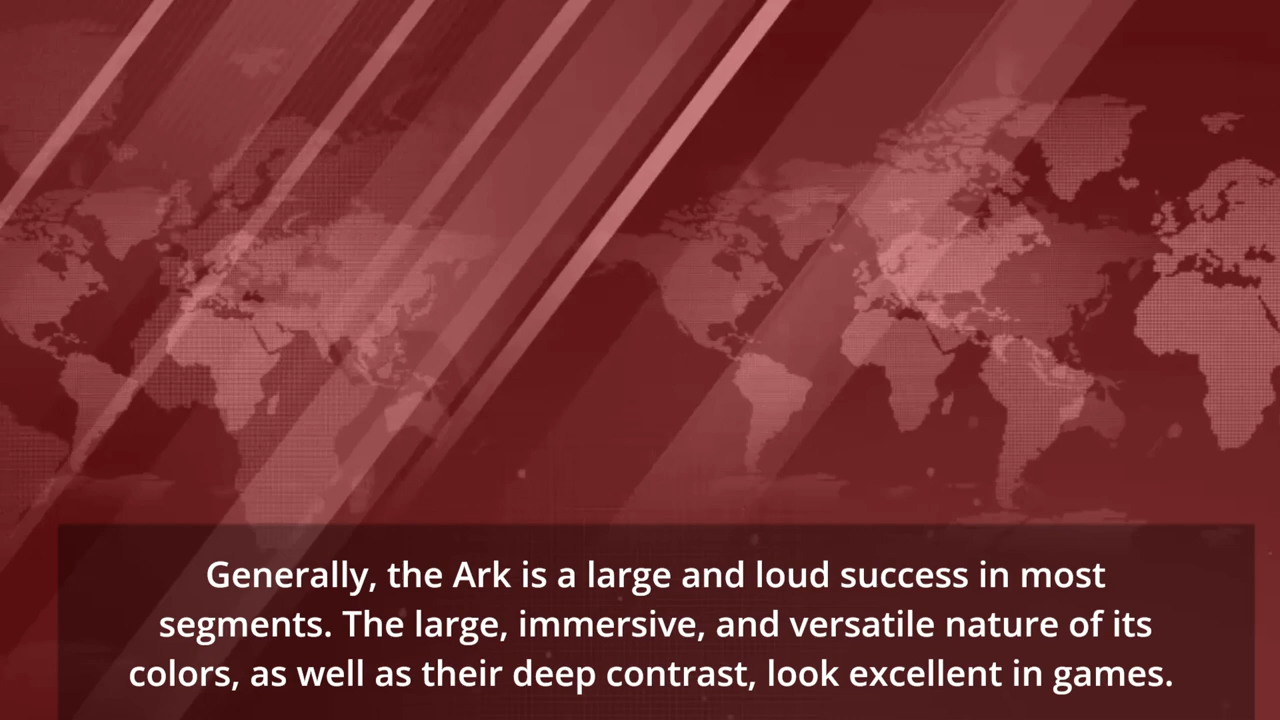 Generally, the Ark is a large and loud success in most
segments. The large, immersive, and versatile nature of its
colors, as well as their deep contrast, look excellent in games.